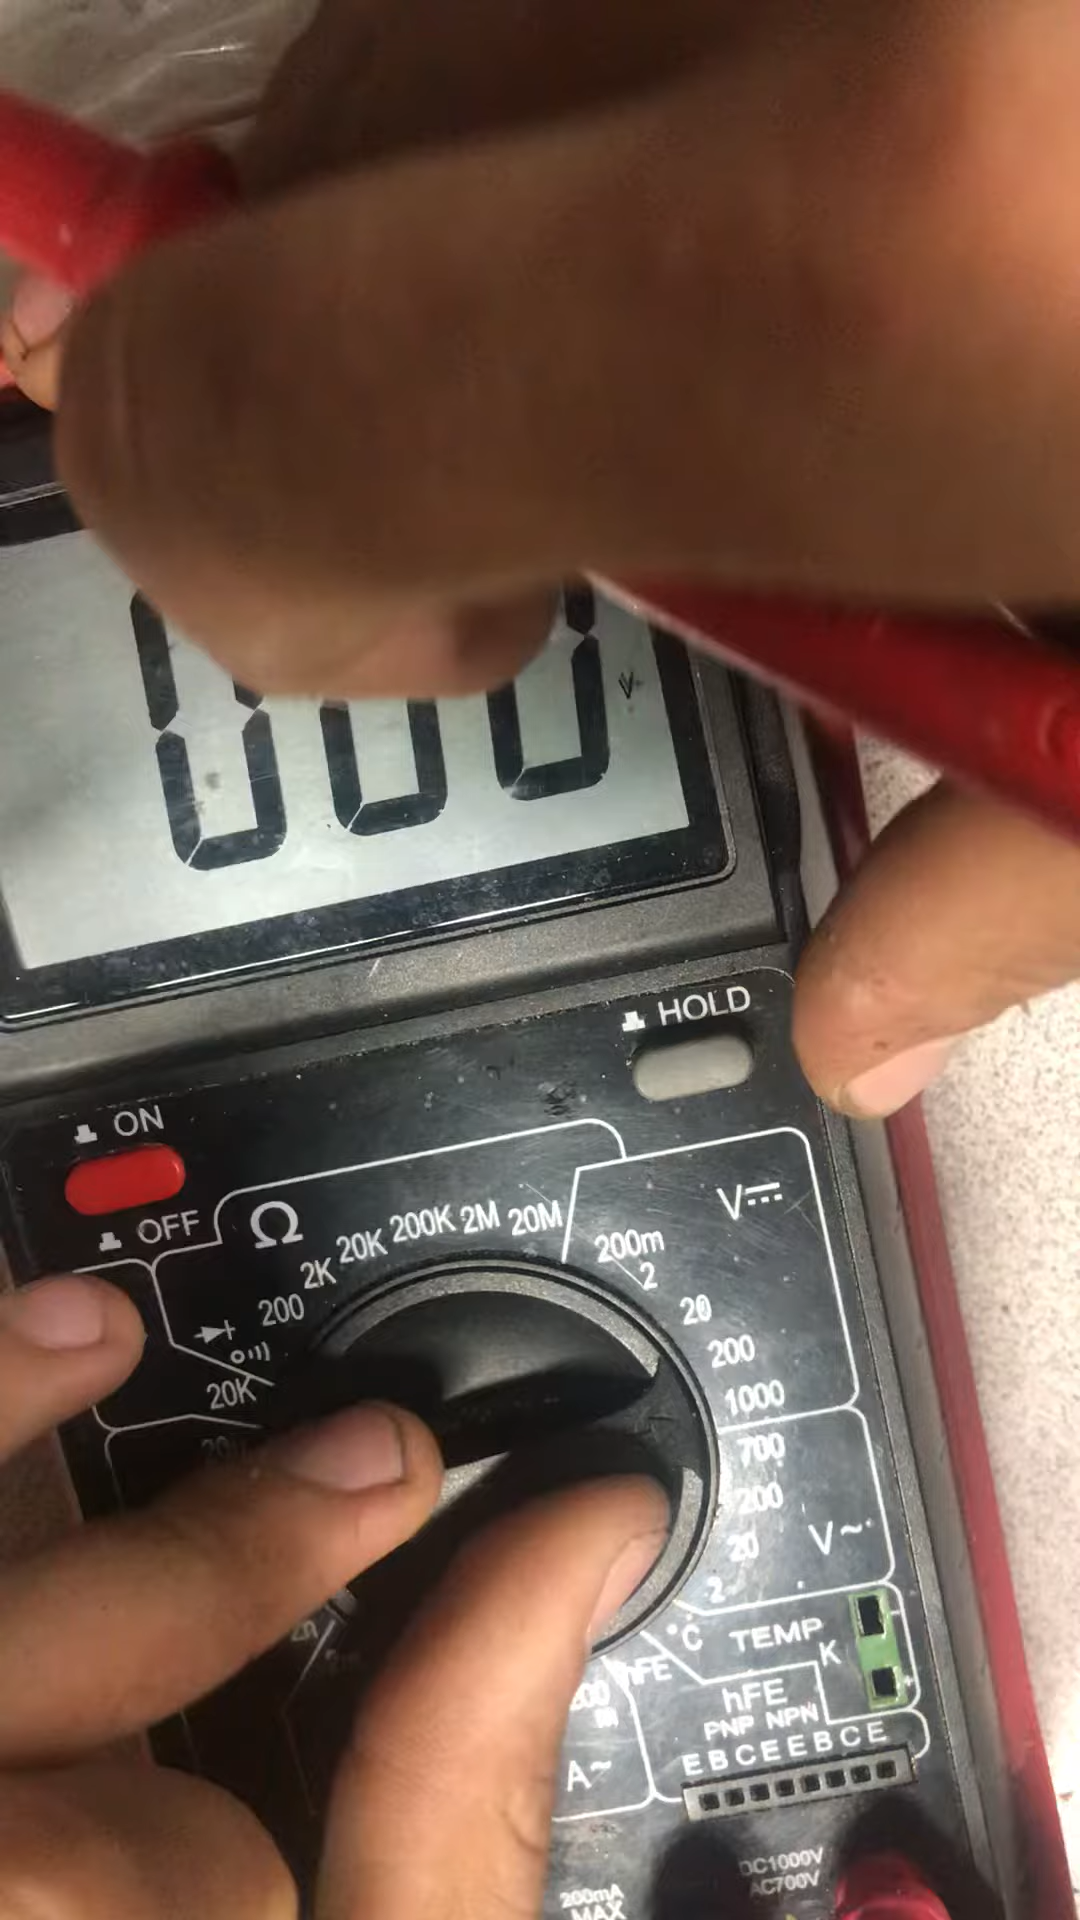 000
V
HOLD
ON
OFF
Ω
2K 20K 200K 2M 20M
200
20K
V
200m
2
20
200
1000
700
200
20
2
V~
°C TEMP
K
hFE
hFE
PNP NPN
E B C E E B C E
A~
DC1000V
AC700V
200mA
MAX